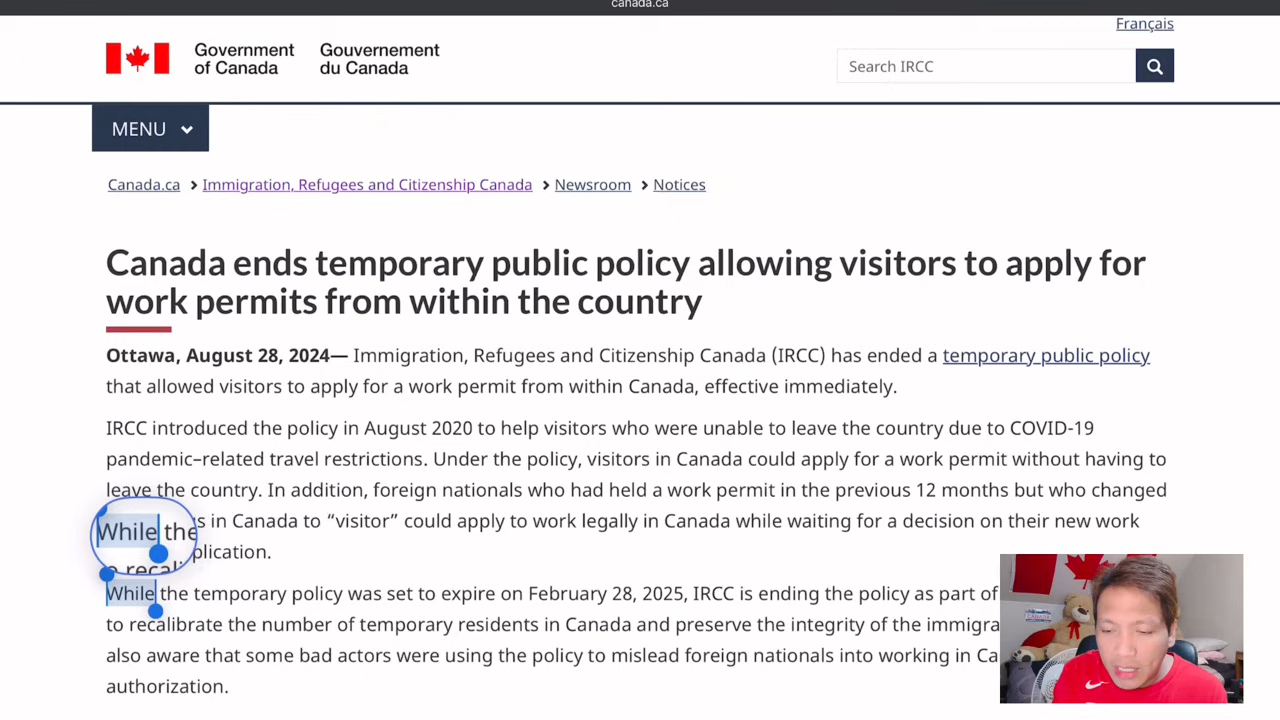 canada.ca
Français
Government of Canada
Gouvernement du Canada
Search IRCC
MENU
Canada.ca > Immigration, Refugees and Citizenship Canada > Newsroom > Notices
Canada ends temporary public policy allowing visitors to apply for
work permits from within the country
Ottawa, August 28, 2024— Immigration, Refugees and Citizenship Canada (IRCC) has ended a temporary public policy
that allowed visitors to apply for a work permit from within Canada, effective immediately.
IRCC introduced the policy in August 2020 to help visitors who were unable to leave the country due to COVID-19
pandemic–related travel restrictions. Under the policy, visitors in Canada could apply for a work permit without having to
leave the country. In addition, foreign nationals who had held a work permit in the previous 12 months but who changed
in Canada to “visitor” could apply to work legally in Canada while waiting for a decision on their new work
While the
While the temporary policy was set to expire on February 28, 2025, IRCC is ending the policy as part of
to recalibrate the number of temporary residents in Canada and preserve the integrity of the
also aware that some bad actors were using the policy to mislead foreign nationals into working in
authorization.